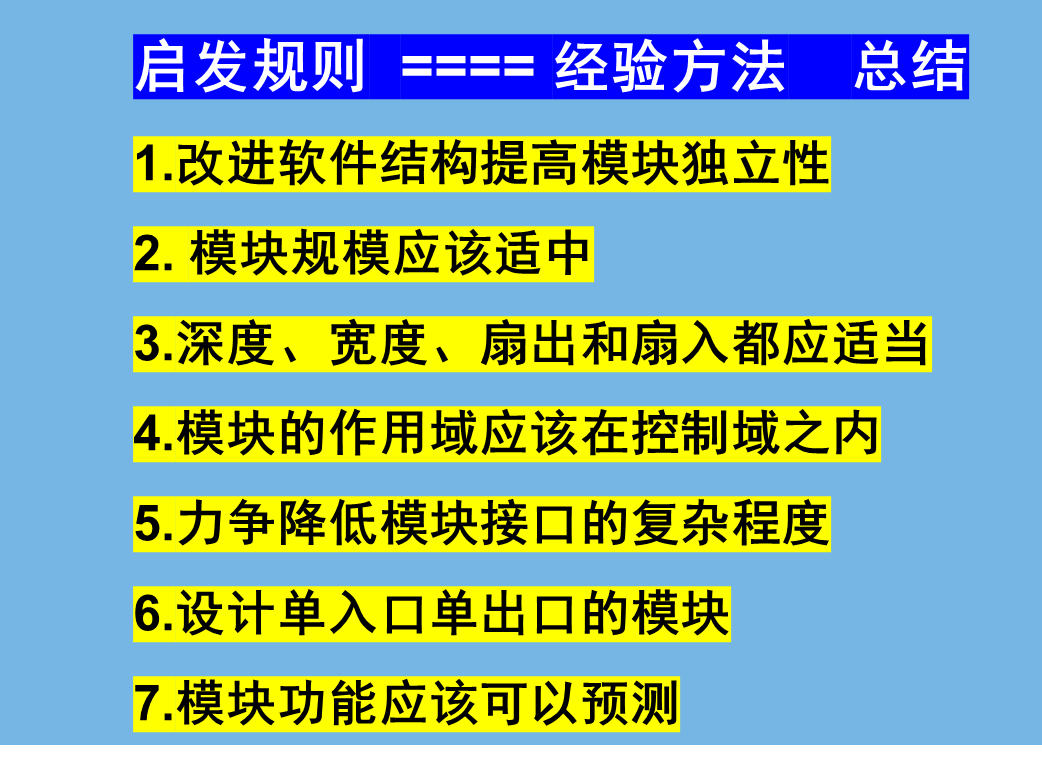 启发规则 ==== 经验方法 总结
1.改进软件结构提高模块独立性
2. 模块规模应该适中
3.深度、宽度、扇出和扇入都应适当
4.模块的作用域应该在控制域之内
5.力争降低模块接口的复杂程度
6.设计单入口单出口的模块
7.模块功能应该可以预测